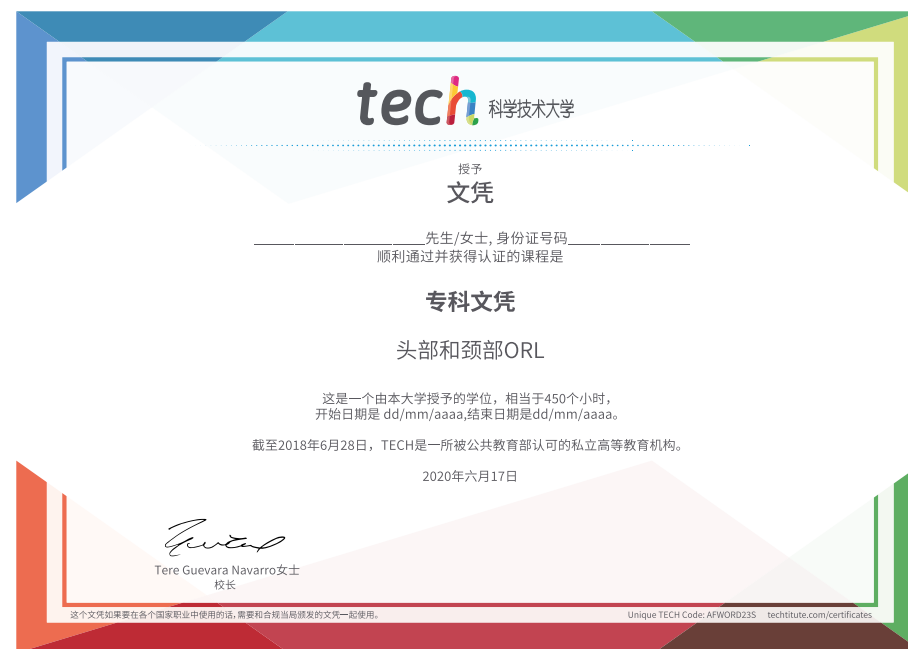 tech 科学技术大学
授予
文凭
______________________先生/女士, 身份证号码________________
顺利通过并获得认证的课程是
专科文凭
头部和颈部ORL
这是一个由本大学授予的学位，相当于450个小时，
开始日期是 dd/mm/aaaa,结束日期是dd/mm/aaaa。
截至2018年6月28日，TECH是一所被公共教育部认可的私立高等教育机构。
2020年六月17日
Tere Guevara Navarro女士
校长
这个文凭如果要在各个国家职业中使用的话,需要和合规当局颁发的文凭一起使用。
Unique TECH Code: AFWORD23S techtitute.com/certificates